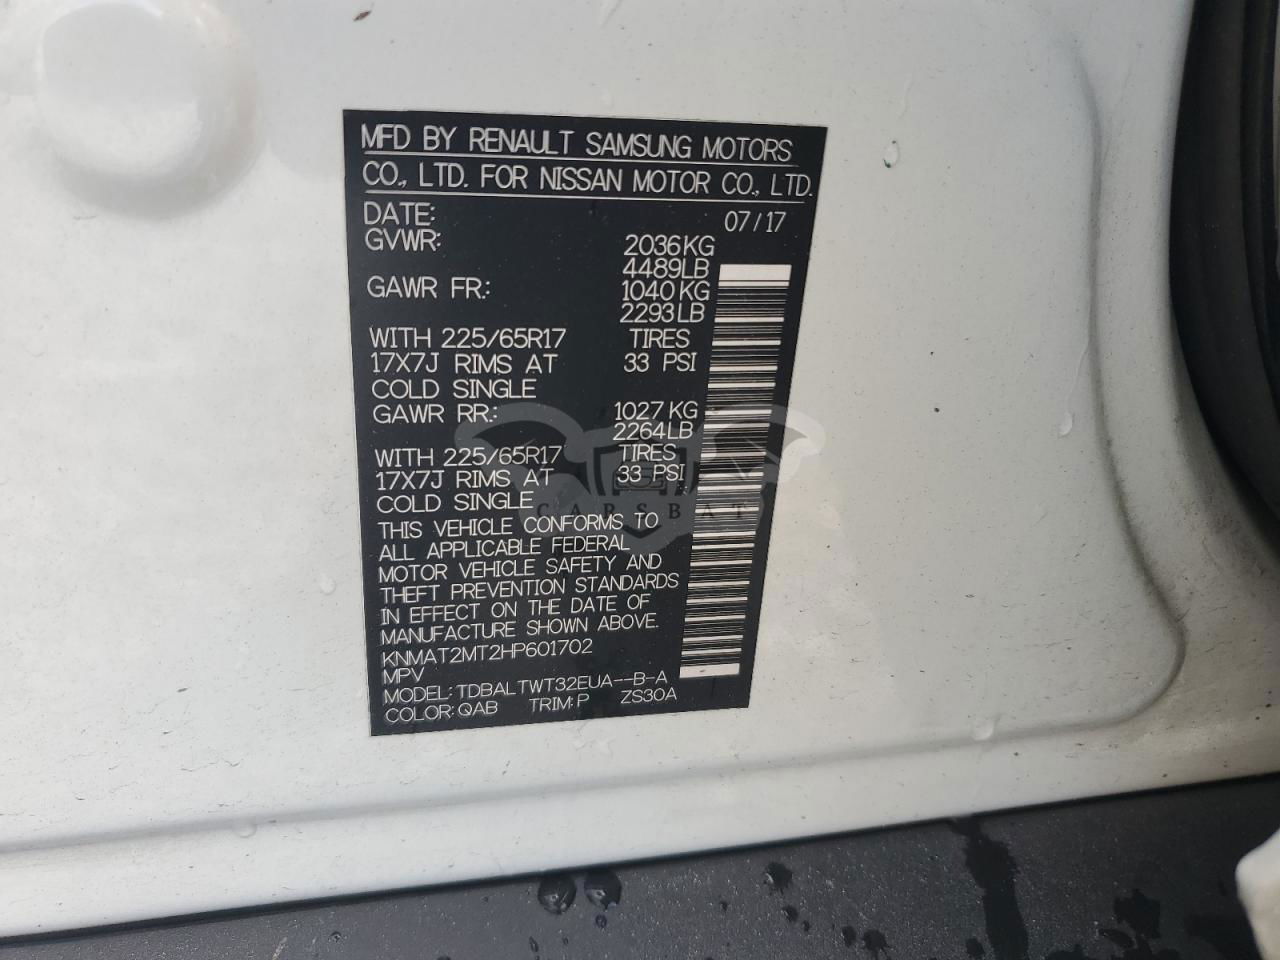 MFD BY RENAULT SAMSUNG MOTORS
CO., LTD. FOR NISSAN MOTOR CO., LTD.
DATE: 07/17
GVWR: 2036KG
4489LB
GAWR FR.: 1040KG
2293LB
WITH 225/65R17 TIRES
17X7J RIMS AT 33 PSI
COLD SINGLE
GAWR RR.: 1027KG
2264LB
WITH 225/65R17 TIRES
17X7J RIMS AT 33 PSI
COLD SINGLE
CARSBAT
THIS VEHICLE CONFORMS TO
ALL APPLICABLE FEDERAL
MOTOR VEHICLE SAFETY AND
THEFT PREVENTION STANDARDS
IN EFFECT ON THE DATE OF
MANUFACTURE SHOWN ABOVE.
KNMAT2MT2HP601702
MPV
MODEL:TDBALTWT32EUA--B-A
COLOR:QAB TRIM:P ZS30A